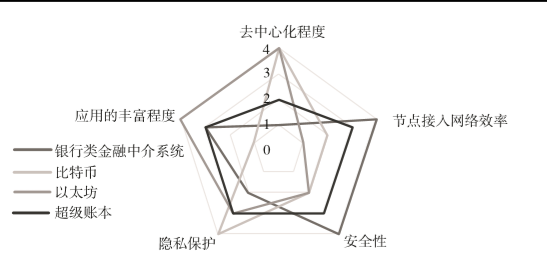 去中心化程度
4
3
2
1
0
应用的丰富程度
节点接入网络效率
银行类金融中介系统
比特币
以太坊
超级账本
隐私保护
安全性